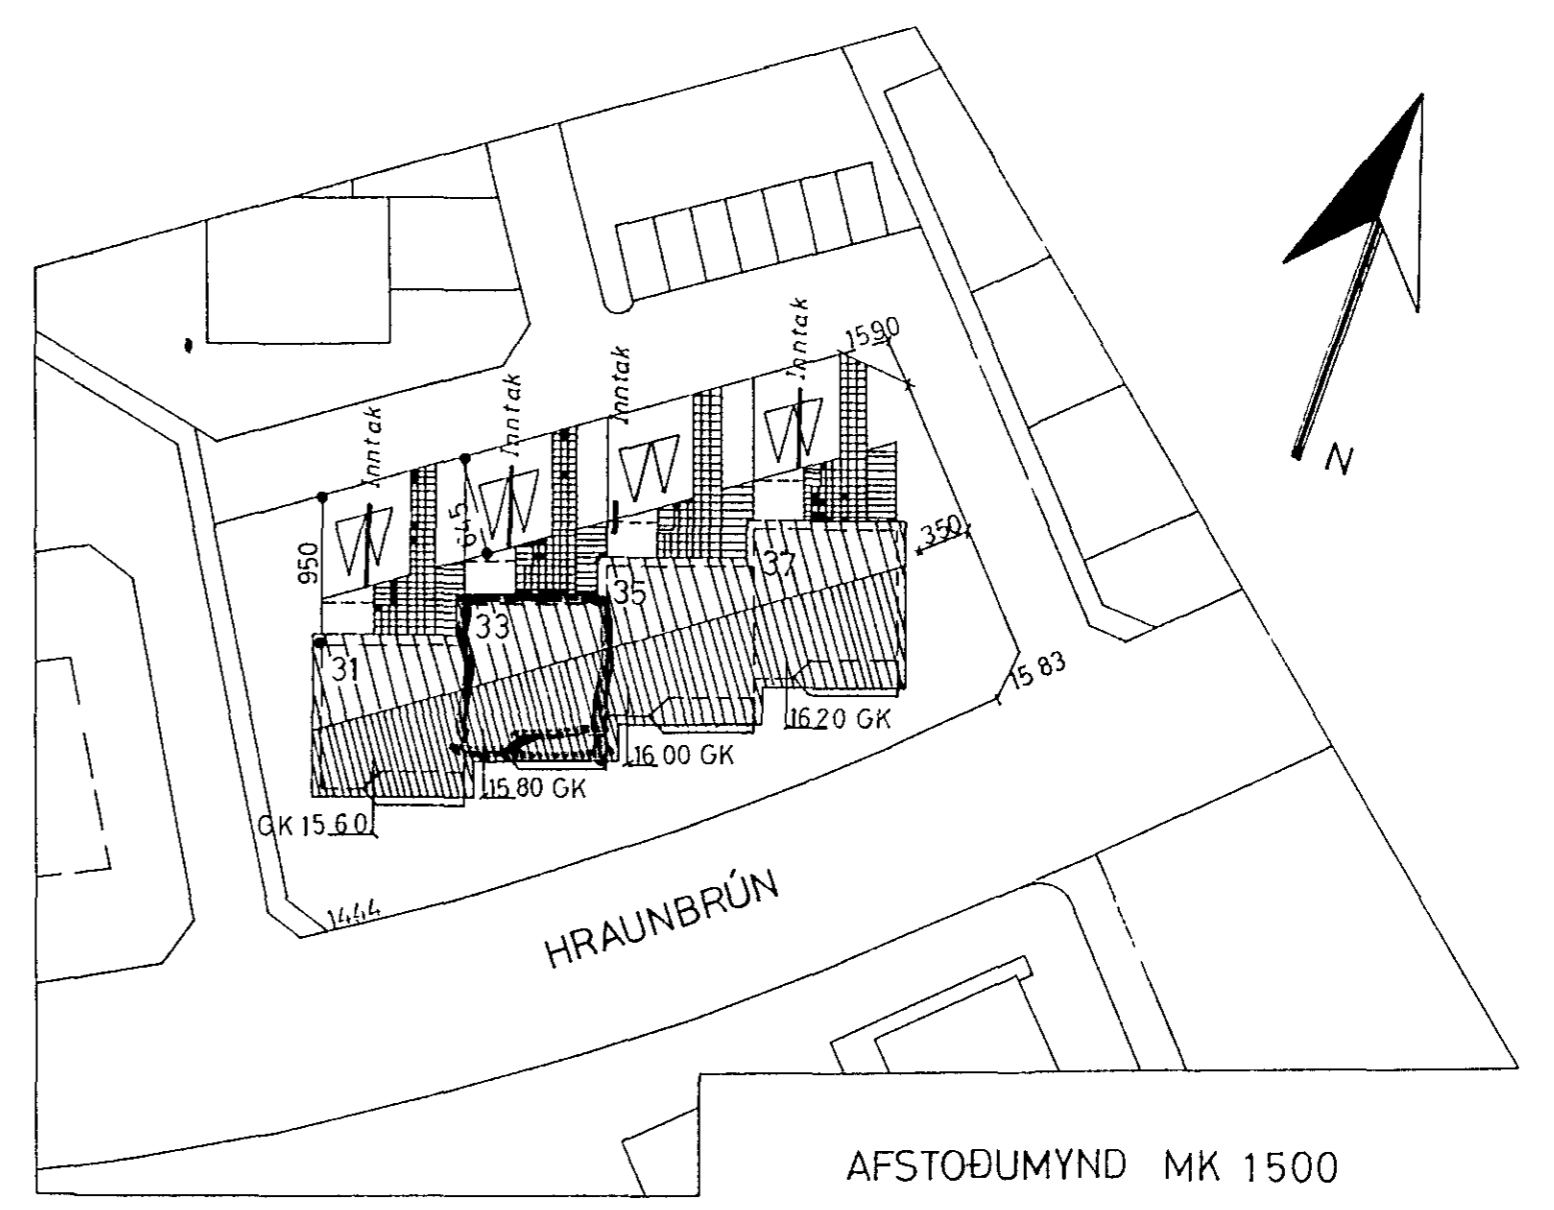 1590
Inntak
Inntak
Inntak
Inntak
N
950
645
350
37
35
33
31
15 83
16 20 GK
16 00 GK
15 80 GK
GK 15 60
1444
HRAUNBRÚN
AFSTOÐUMYND MK 1500